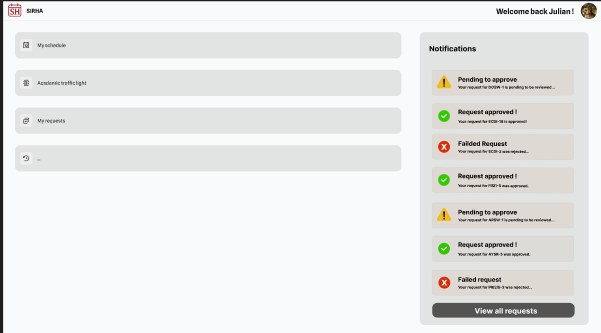 SH SIRHA
Welcome back Julian !
My schedule
Academic traffic light
My requests
...
Notifications
Pending to approve
Your request for DOSW-1 is pending to be reviewed...
Request approved !
Your request for ECDI-18 is approved!
Failded Request
Your request for ECDI-2 was rejected...
Request approved !
Your request for FIED-5 was approved.
Pending to approve
Your request for ARSW-1 is pending to be reviewed...
Request approved !
Your request for AYSR-5 was approved.
Failed request
Your request for PREDI-3 was rejected...
View all requests